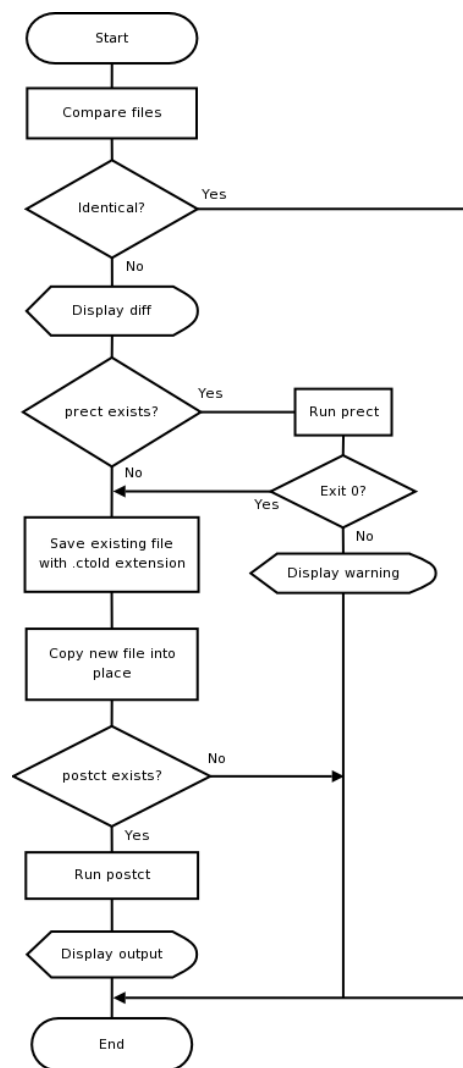 Start
Compare files
Identical?
Yes
No
Display diff
prect exists?
Yes
Run prect
No
Exit 0?
Yes
No
Save existing file
with .ctold extension
Display warning
Copy new file into
place
postct exists?
No
Yes
Run postct
Display output
End